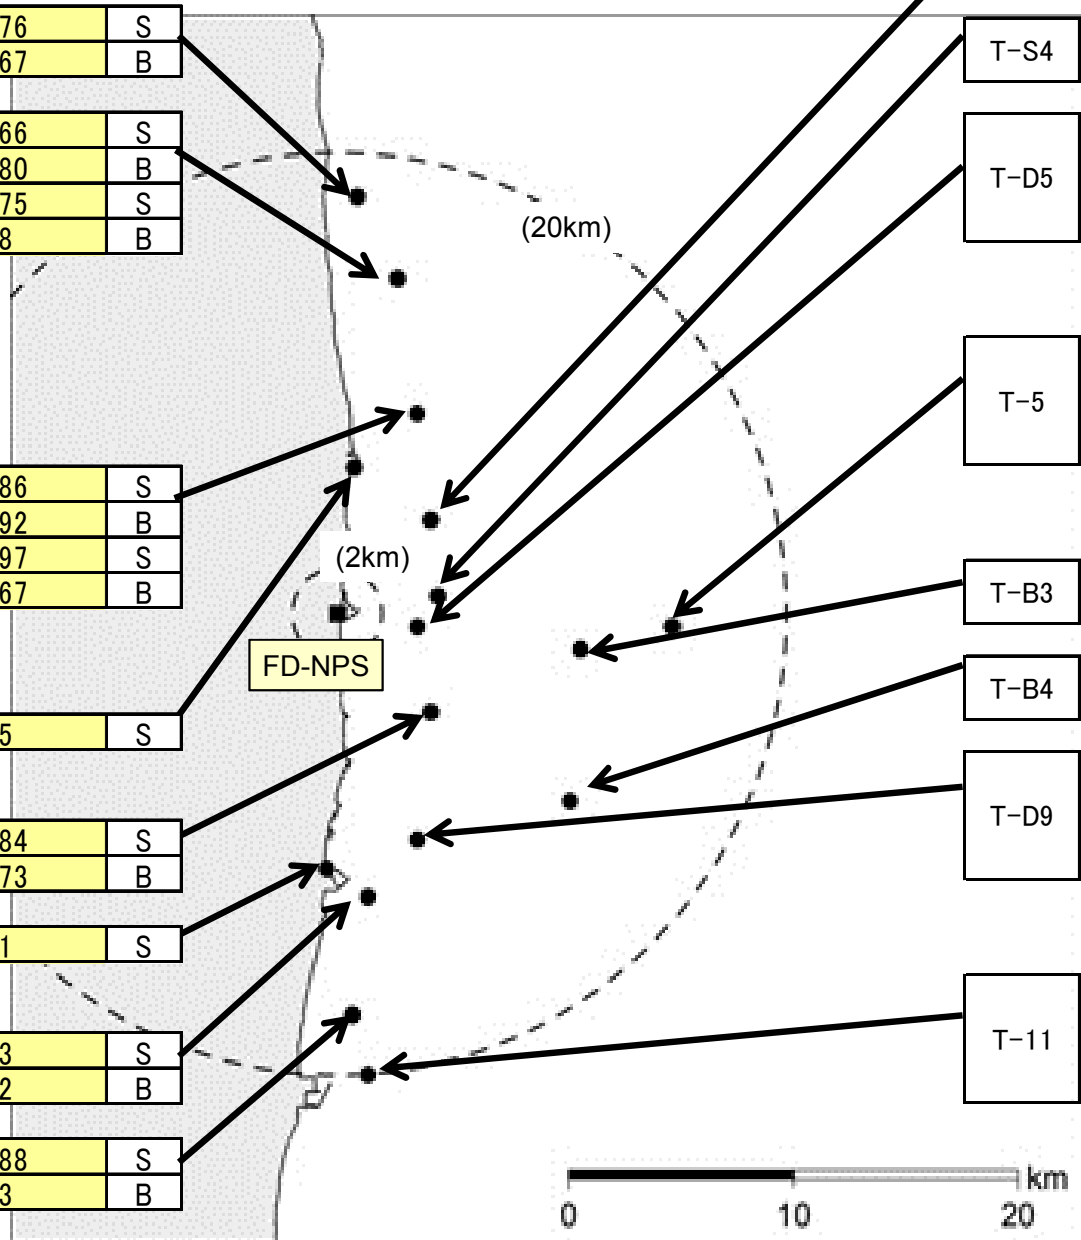 76 S
67 B
66 S
80 B
75 S
8 B
86 S
92 B
97 S
67 B
5 S
84 S
73 B
1 S
3 S
2 B
88 S
3 B
(20km)
(2km)
FD-NPS
T-S4
T-D5
T-5
T-B3
T-B4
T-D9
T-11
km
0 10 20